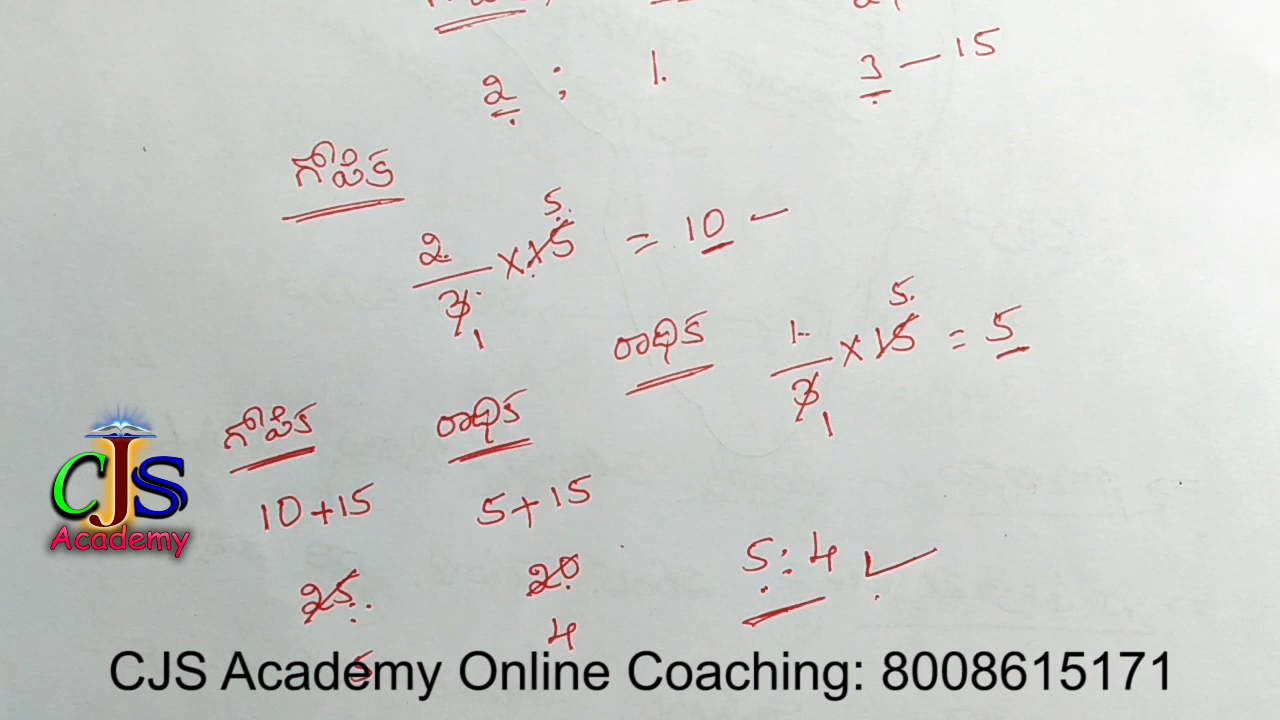 2 ; 1. 3 — 15
గోపిక
2/3 × 15 = 10 –
5.
1
రాధిక 1/3 × 15 = 5
5.
1
గోపిక రాధిక
10+15 5+15
25. 20 5:4 ✓
5 4
CJS
Academy
CJS Academy Online Coaching: 8008615171